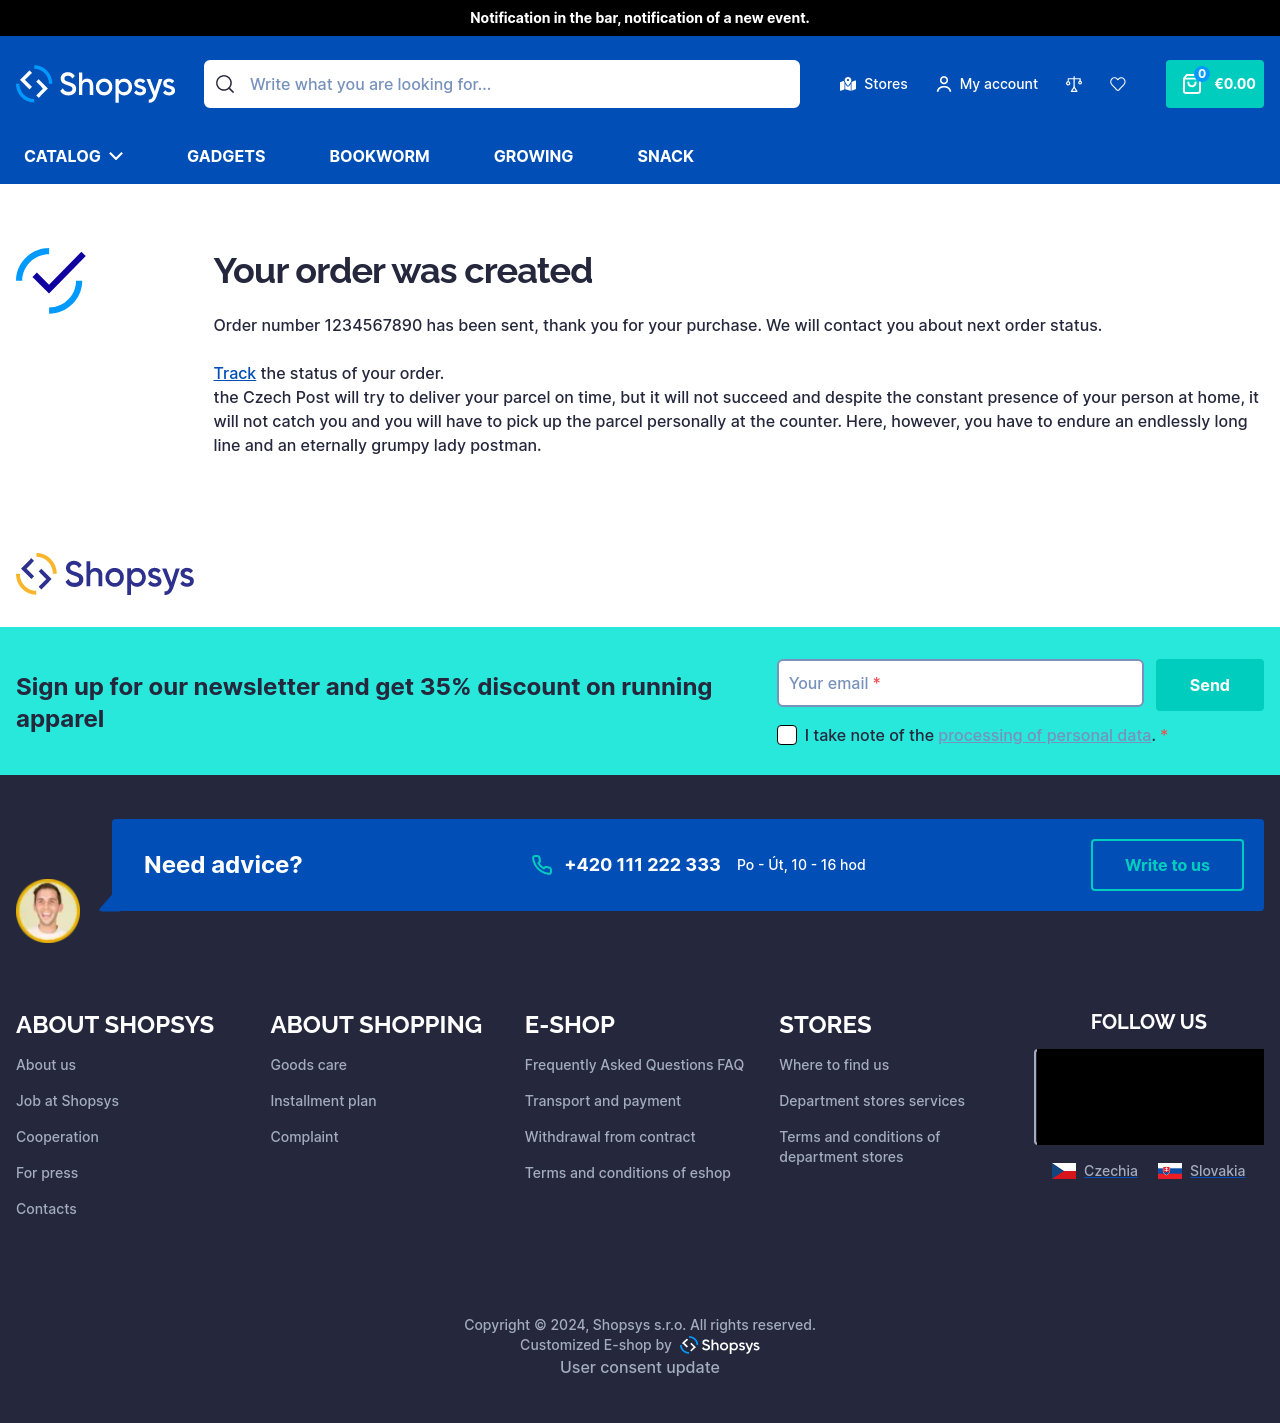 Notification in the bar, notification of a new event.
Shopsys
Write what you are looking for...
Stores
My account
0
€0.00
CATALOG
GADGETS
BOOKWORM
GROWING
SNACK
Your order was created
Order number 1234567890 has been sent, thank you for your purchase. We will contact you about next order status.
Track the status of your order.
the Czech Post will try to deliver your parcel on time, but it will not succeed and despite the constant presence of your person at home, it
will not catch you and you will have to pick up the parcel personally at the counter. Here, however, you have to endure an endlessly long
line and an eternally grumpy lady postman.
Shopsys
Sign up for our newsletter and get 35% discount on running
apparel
Your email *
Send
I take note of the processing of personal data. *
Need advice?
+420 111 222 333
Po - Út, 10 - 16 hod
Write to us
ABOUT SHOPSYS
About us
Job at Shopsys
Cooperation
For press
Contacts
ABOUT SHOPPING
Goods care
Installment plan
Complaint
E-SHOP
Frequently Asked Questions FAQ
Transport and payment
Withdrawal from contract
Terms and conditions of eshop
STORES
Where to find us
Department stores services
Terms and conditions of
department stores
FOLLOW US
Czechia
Slovakia
Copyright © 2024, Shopsys s.r.o. All rights reserved.
Customized E-shop by Shopsys
User consent update